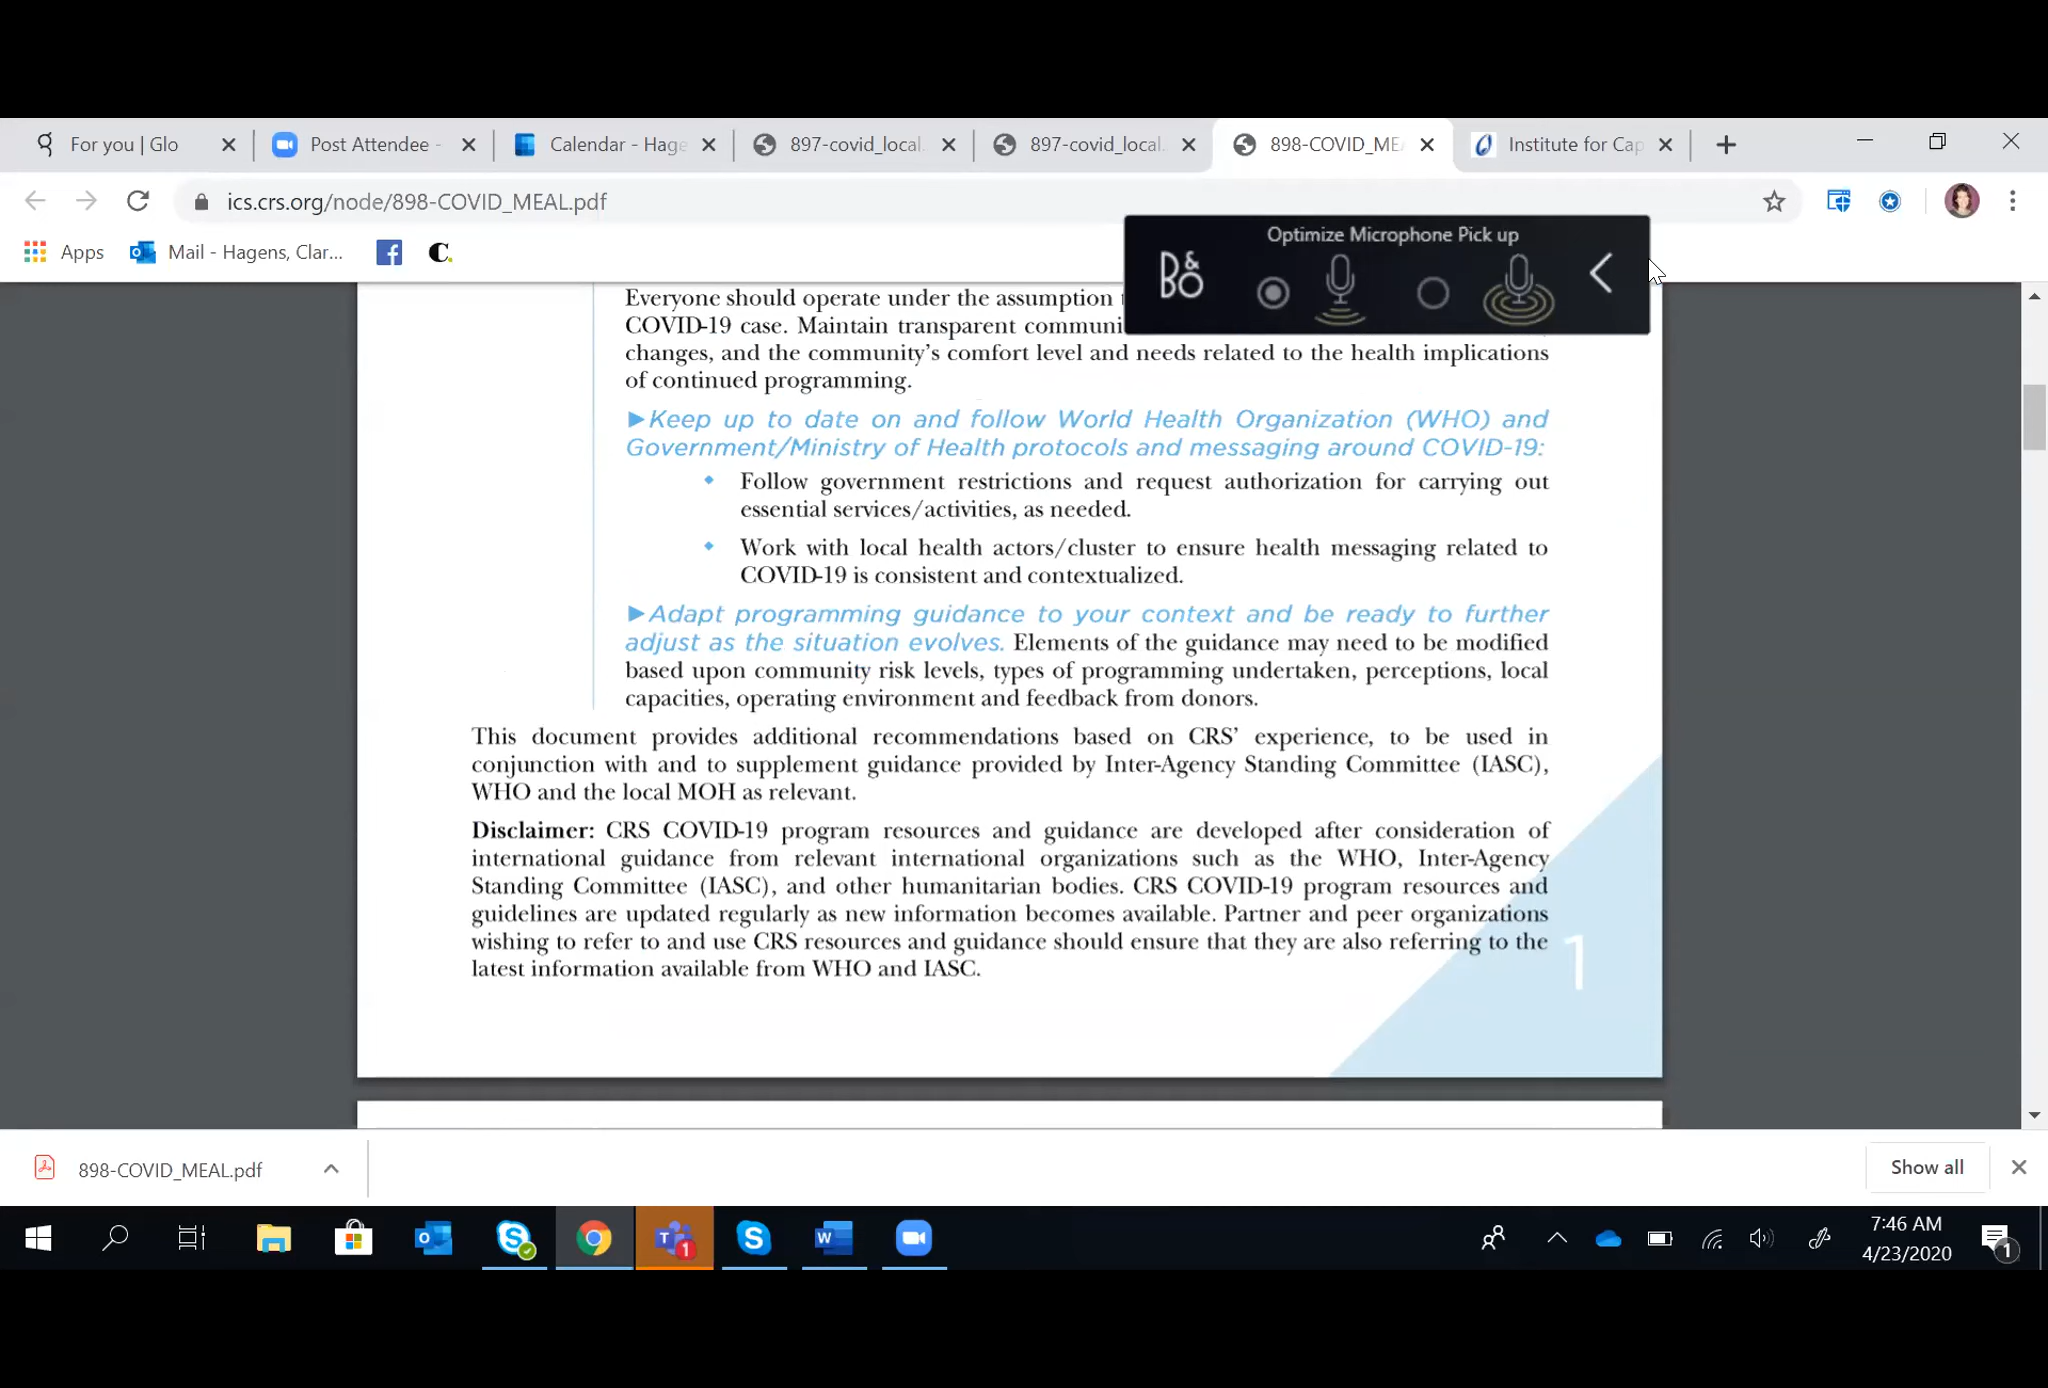 For you | Glo
Post Attendee -
Calendar - Hage
897-covid_local.
897-covid_local.
898-COVID_ME
Institute for Cap
ics.crs.org/node/898-COVID_MEAL.pdf
Apps
Mail - Hagens, Clar...
C.
Optimize Microphone Pick up
B&O
Everyone should operate under the assumption
COVID-19 case. Maintain transparent communi
changes, and the community's comfort level and needs related to the health implications
of continued programming.
►Keep up to date on and follow World Health Organization (WHO) and
Government/Ministry of Health protocols and messaging around COVID-19:
Follow government restrictions and request authorization for carrying out
essential services/activities, as needed.
Work with local health actors/cluster to ensure health messaging related to
COVID-19 is consistent and contextualized.
►Adapt programming guidance to your context and be ready to further
adjust as the situation evolves. Elements of the guidance may need to be modified
based upon community risk levels, types of programming undertaken, perceptions, local
capacities, operating environment and feedback from donors.
This document provides additional recommendations based on CRS' experience, to be used in
conjunction with and to supplement guidance provided by Inter-Agency Standing Committee (IASC),
WHO and the local MOH as relevant.
Disclaimer: CRS COVID-19 program resources and guidance are developed after consideration of
international guidance from relevant international organizations such as the WHO, Inter-Agency
Standing Committee (IASC), and other humanitarian bodies. CRS COVID-19 program resources and
guidelines are updated regularly as new information becomes available. Partner and peer organizations
wishing to refer to and use CRS resources and guidance should ensure that they are also referring to the
latest information available from WHO and IASC.
1
898-COVID_MEAL.pdf
Show all
7:46 AM
4/23/2020
1
1